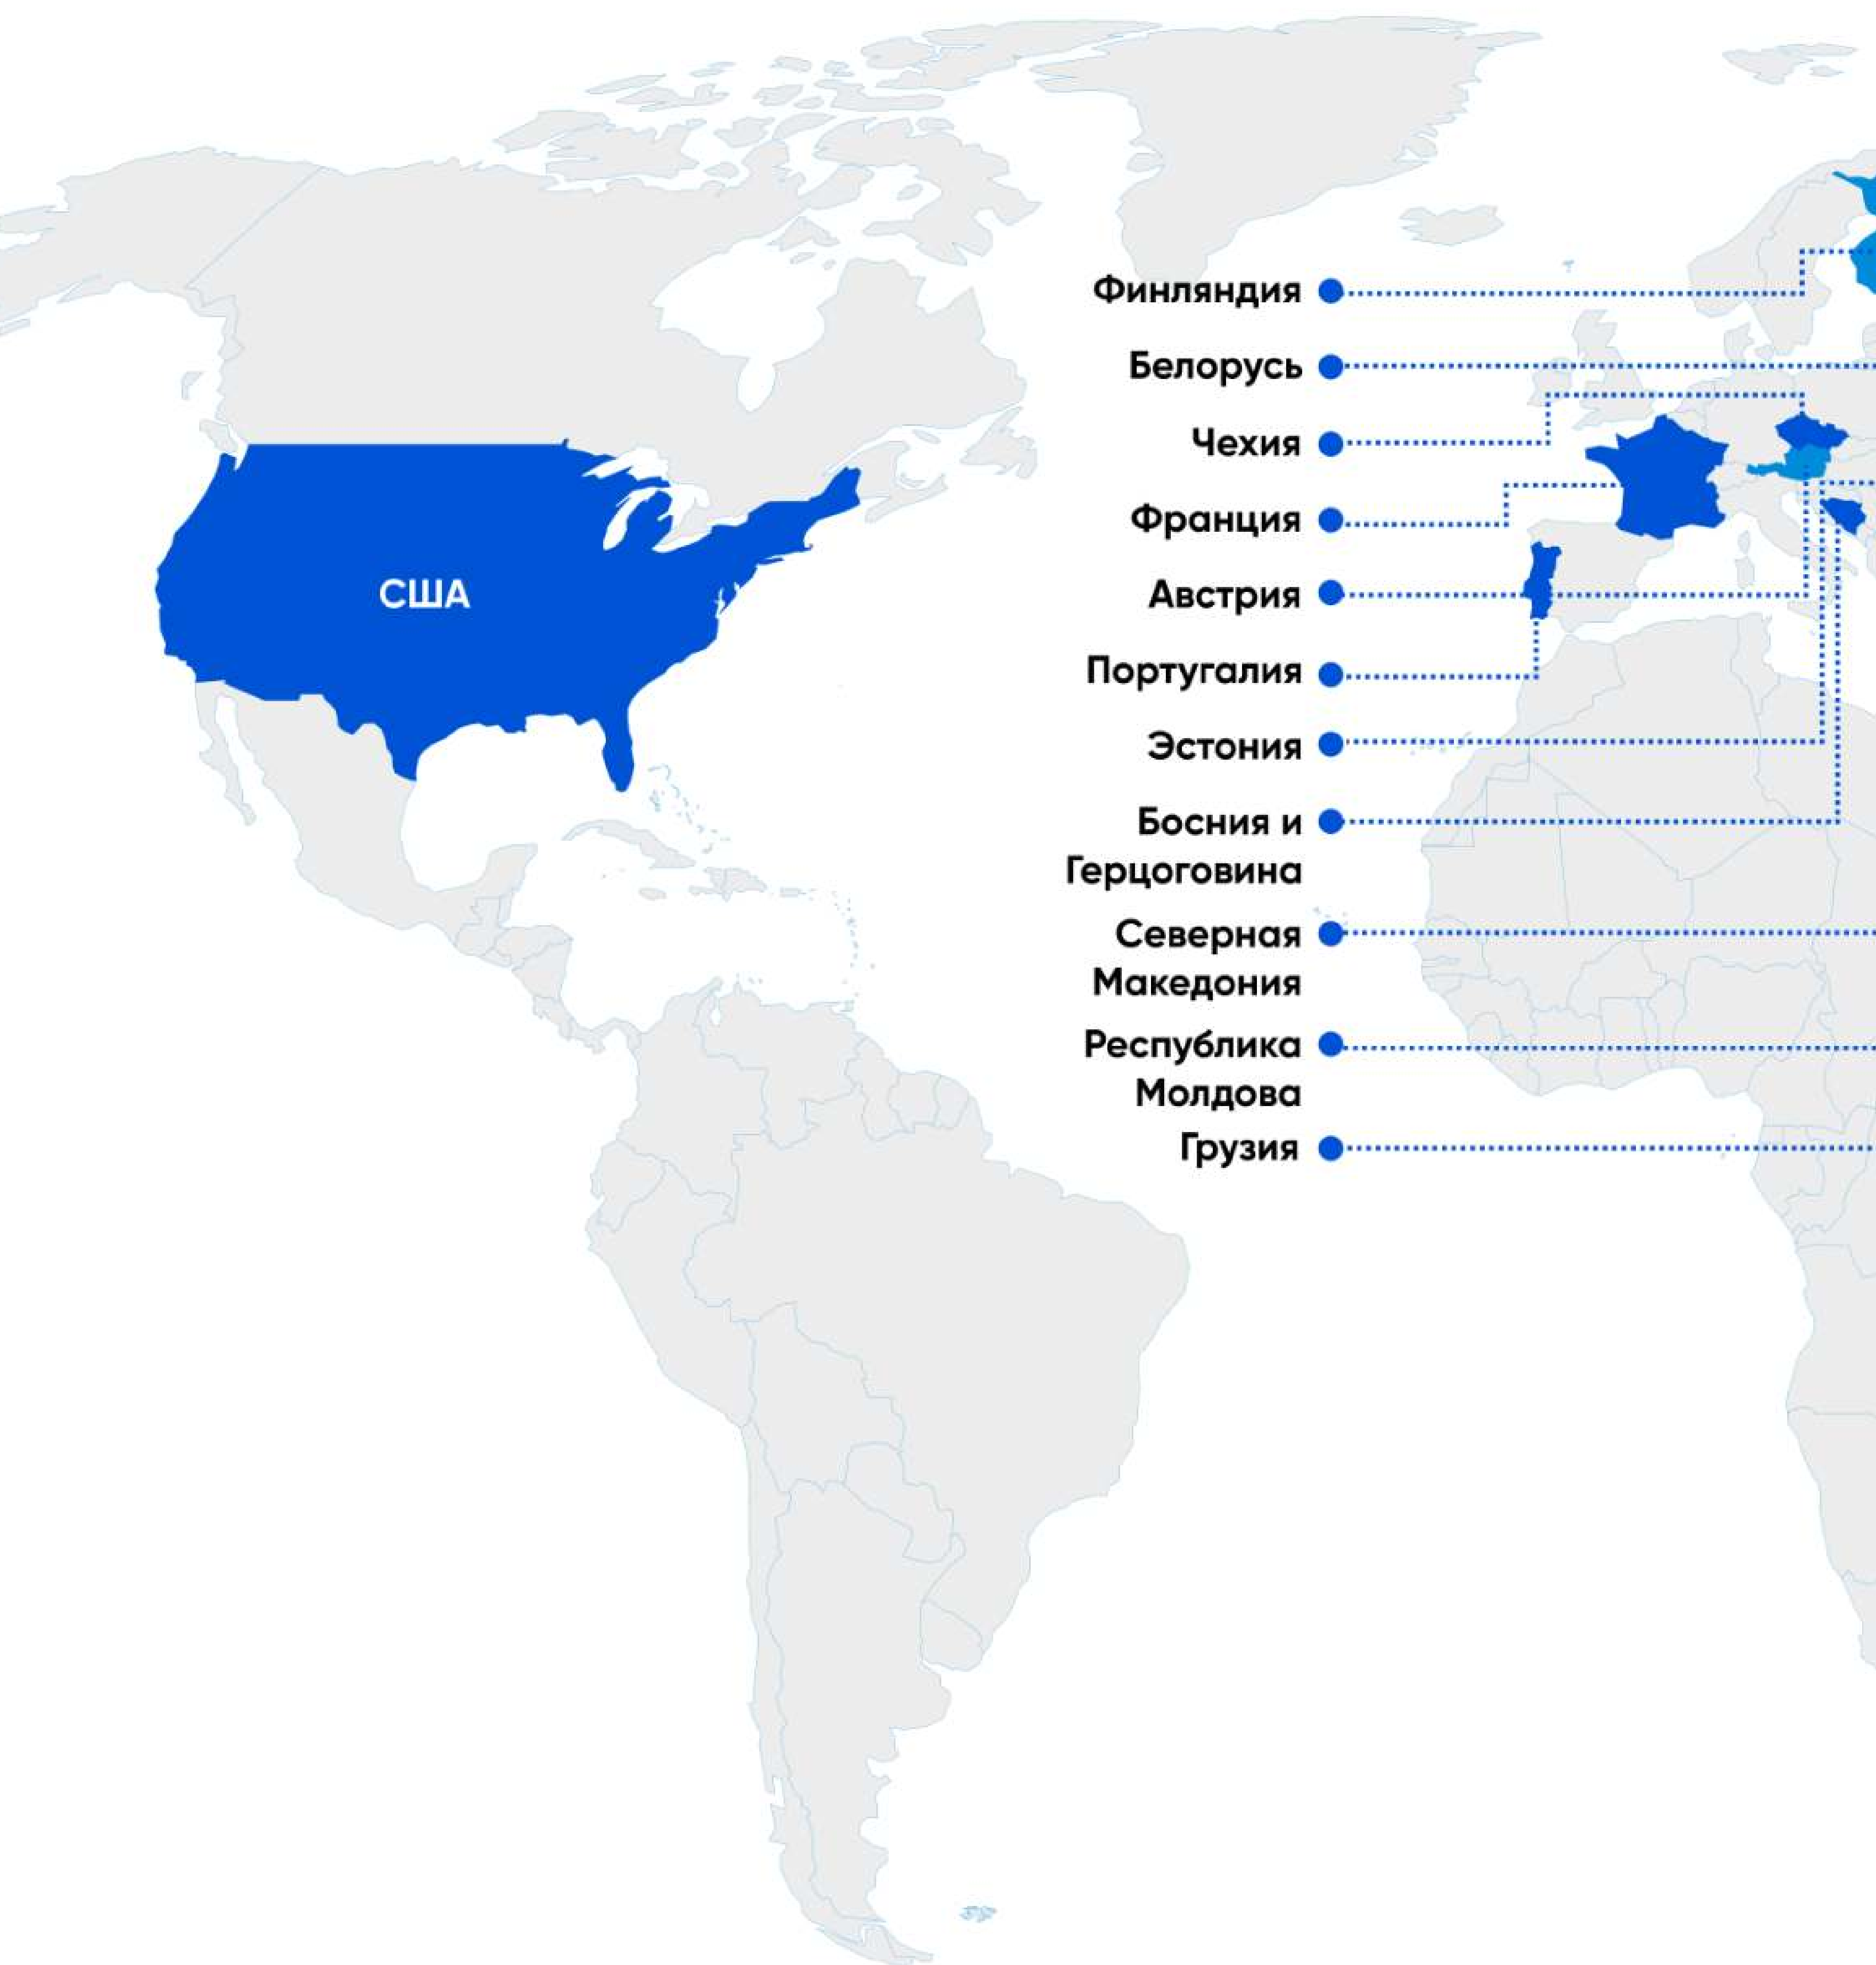 Финляндия
Белорусь
Чехия
Франция
США
Австрия
Португалия
Эстония
Босния и
Герцоговина
Северная
Македония
Республика
Молдова
Грузия